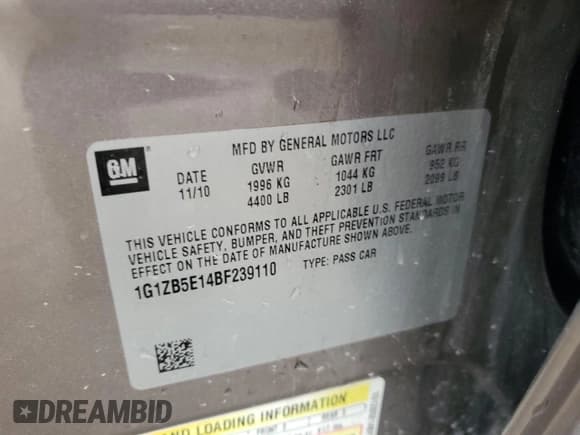 MFD BY GENERAL MOTORS LLC
GM
DATE GVWR GAWR FRT GAWR RR
11/10 1996 KG 1044 KG 952 KG
4400 LB 2301 LB 2099 LB
THIS VEHICLE CONFORMS TO ALL APPLICABLE U.S. FEDERAL MOTOR
VEHICLE SAFETY, BUMPER, AND THEFT PREVENTION STANDARDS IN
EFFECT ON THE DATE OF MANUFACTURE SHOWN ABOVE.
1G1ZB5E14BF239110 TYPE: PASS CAR
AND LOADING INFORMATION
DREAMBID